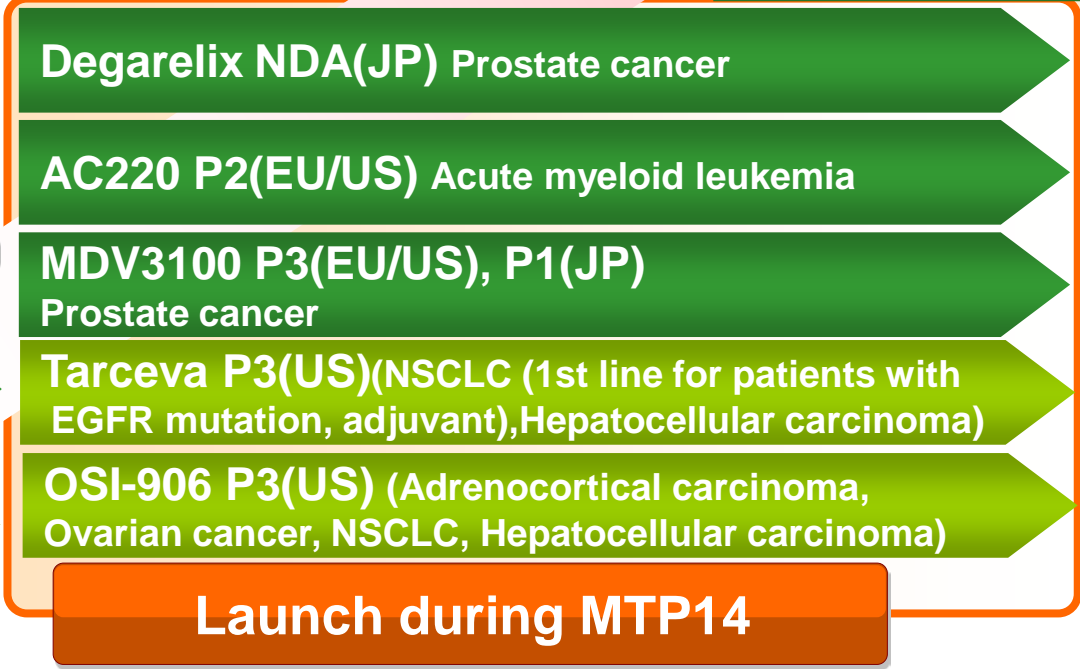 Degarelix NDA(JP) Prostate cancer
AC220 P2(EU/US) Acute myeloid leukemia
MDV3100 P3(EU/US), P1(JP)
Prostate cancer
Tarceva P3(US)(NSCLC (1st line for patients with
EGFR mutation, adjuvant),Hepatocellular carcinoma)
OSI-906 P3(US) (Adrenocortical carcinoma,
Ovarian cancer, NSCLC, Hepatocellular carcinoma)
Launch during MTP14